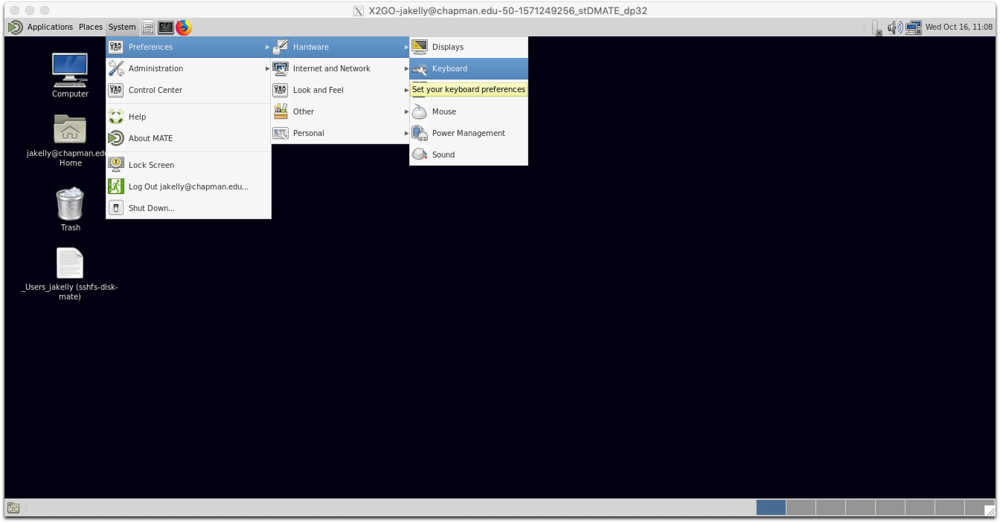 X2GO-jakelly@chapman.edu-50-1571249256_stDMATE_dp32
Applications Places System
Wed Oct 16, 11:08
Preferences
Administration
Control Center
Help
About MATE
Lock Screen
Log Out jakelly@chapman.edu...
Shut Down...
Hardware
Internet and Network
Look and Feel
Other
Personal
Displays
Keyboard
Set your keyboard preferences
Mouse
Power Management
Sound
Computer
jakelly@chapman.edu
Home
Trash
_Users_jakelly (sshfs-disk-
mate)